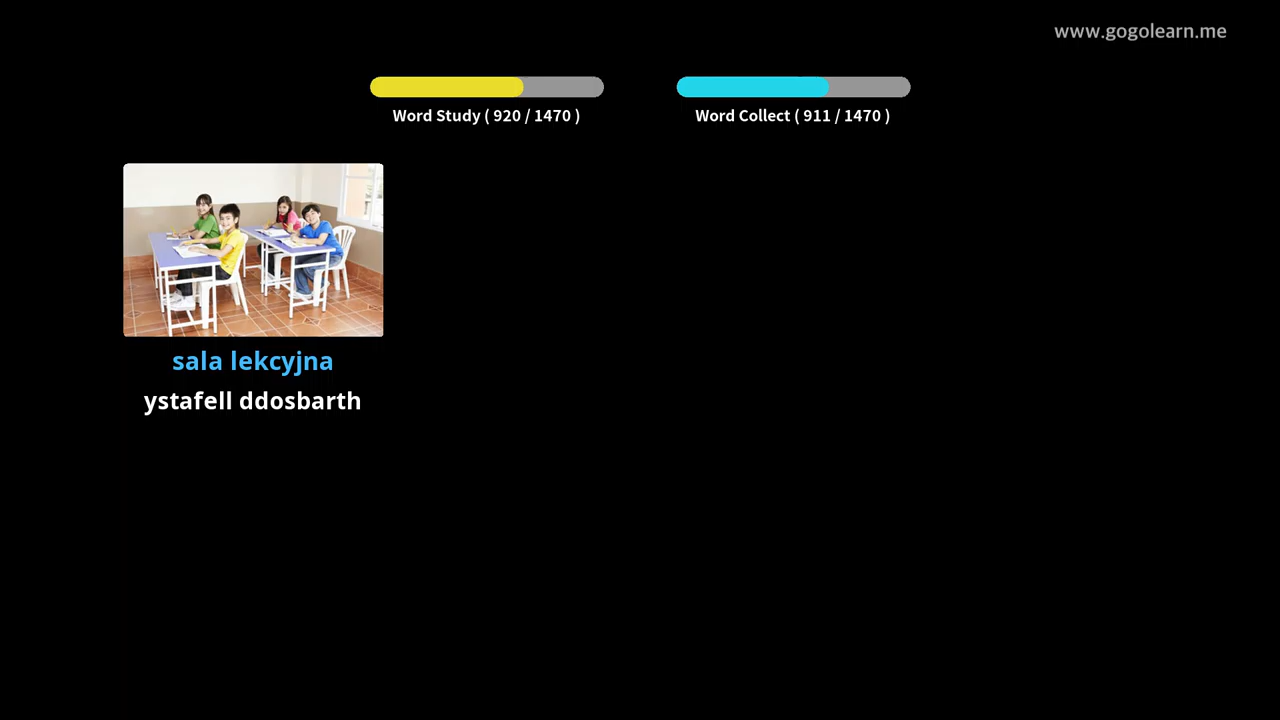 www.gogolearn.me
Word Study ( 920 / 1470 )
Word Collect ( 911 / 1470 )
sala lekcyjna
ystafell ddosbarth